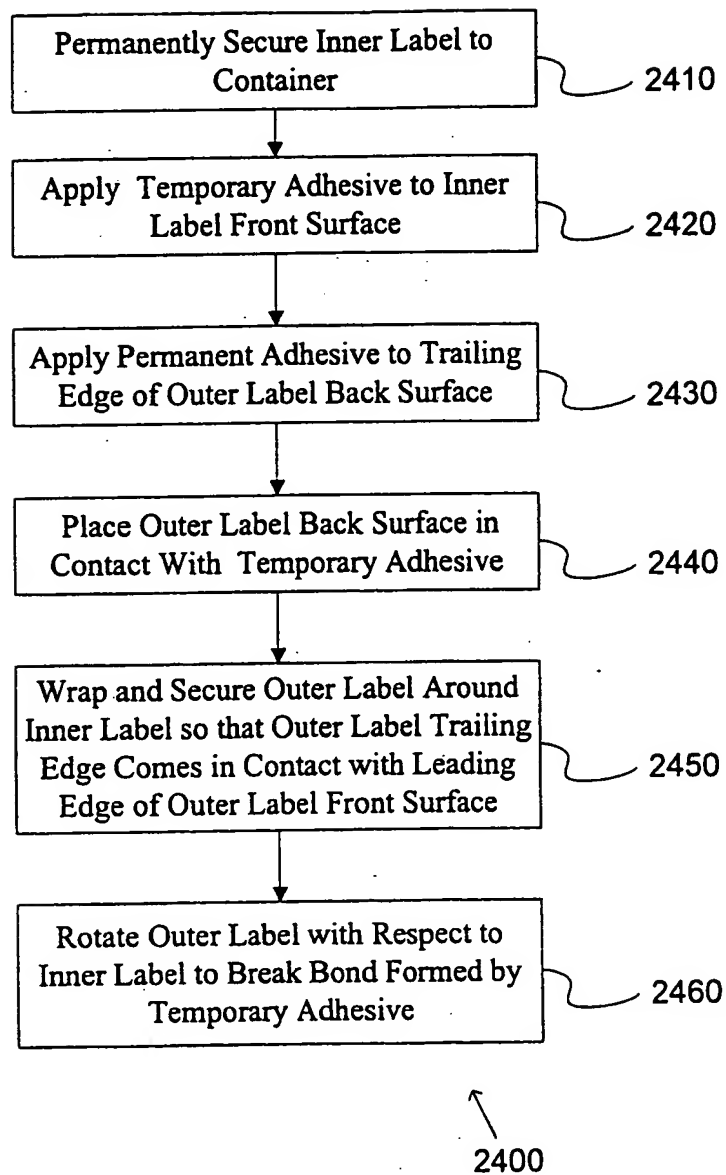 Permanently Secure Inner Label to
Container
2410
Apply Temporary Adhesive to Inner
Label Front Surface
2420
Apply Permanent Adhesive to Trailing
Edge of Outer Label Back Surface
2430
Place Outer Label Back Surface in
Contact With Temporary Adhesive
2440
Wrap and Secure Outer Label Around
Inner Label so that Outer Label Trailing
Edge Comes in Contact with Leading
Edge of Outer Label Front Surface
2450
Rotate Outer Label with Respect to
Inner Label to Break Bond Formed by
Temporary Adhesive
2460
2400